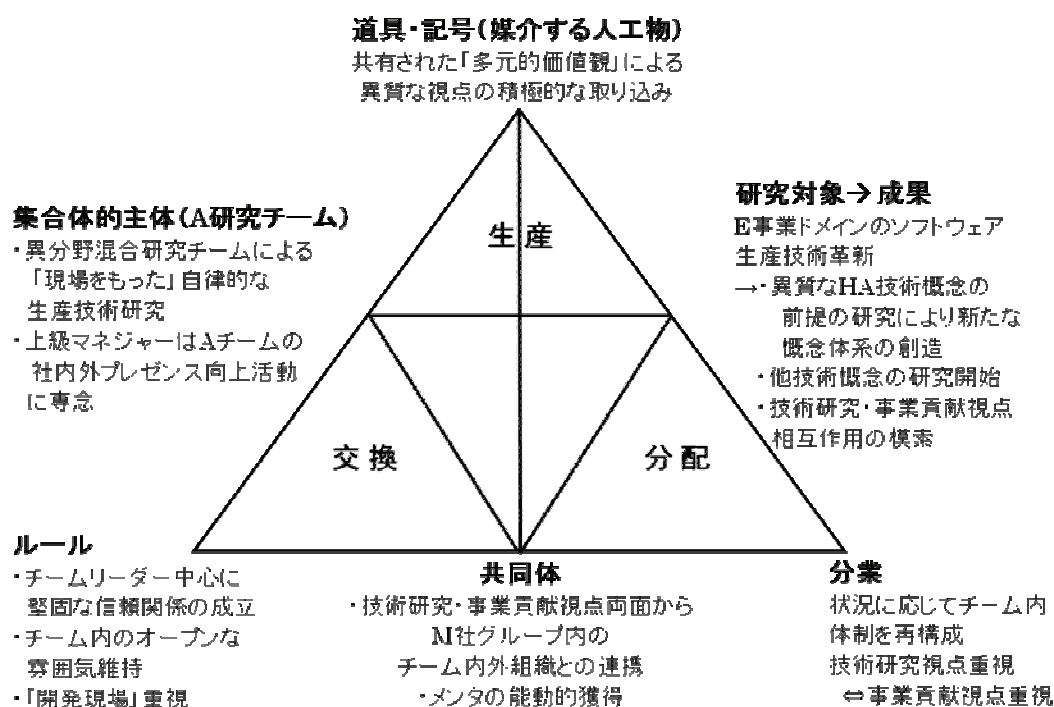 道具・記号(媒介する人工物)
共有された「多元的価値観」による
異質な視点の積極的な取り込み
集合体的主体(A研究チーム)
・異分野混合研究チームによる
「現場をもった」自律的な
生産技術研究
・上級マネジャーはAチームの
社内外プレゼンス向上活動
に専念
研究対象→成果
E事業ドメインのソフトウェア
生産技術革新
→・異質なHA技術概念の
前提の研究により新たな
概念体系の創造
・他技術概念の研究開始
・技術研究・事業貢献視点
相互作用の模索
生産
交換
分配
ルール
・チームリーダー中心に
堅固な信頼関係の成立
・チーム内のオープンな
雰囲気維持
・「開発現場」重視
共同体
・技術研究・事業貢献視点両面から
M社グループ内の
チーム内外組織との連携
・メンタの能動的獲得
分業
状況に応じてチーム内
体制を再構成
技術研究視点重視
⇔事業貢献視点重視